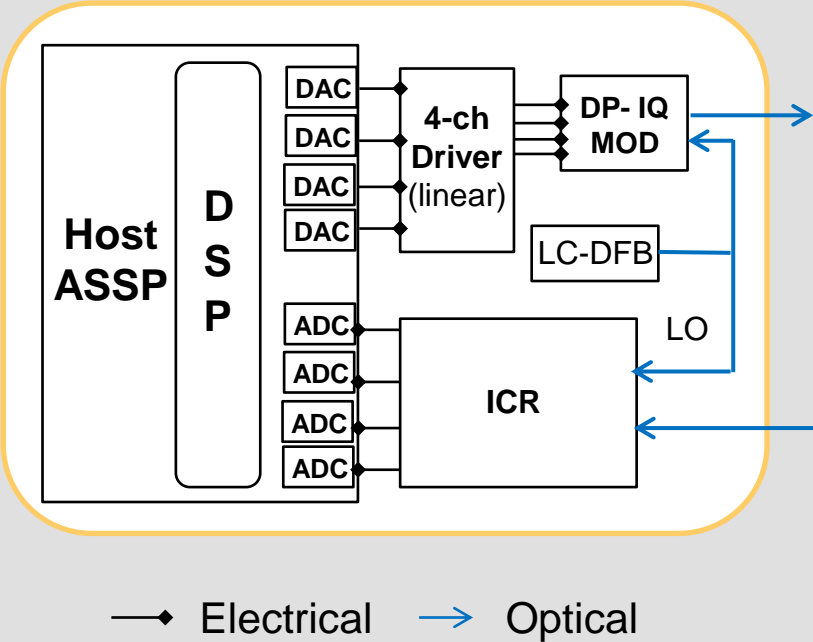 Host
ASSP
D
S
P
DAC
DAC
DAC
DAC
ADC
ADC
ADC
ADC
4-ch
Driver
(linear)
DP- IQ
MOD
LC-DFB
LO
ICR
Electrical
Optical